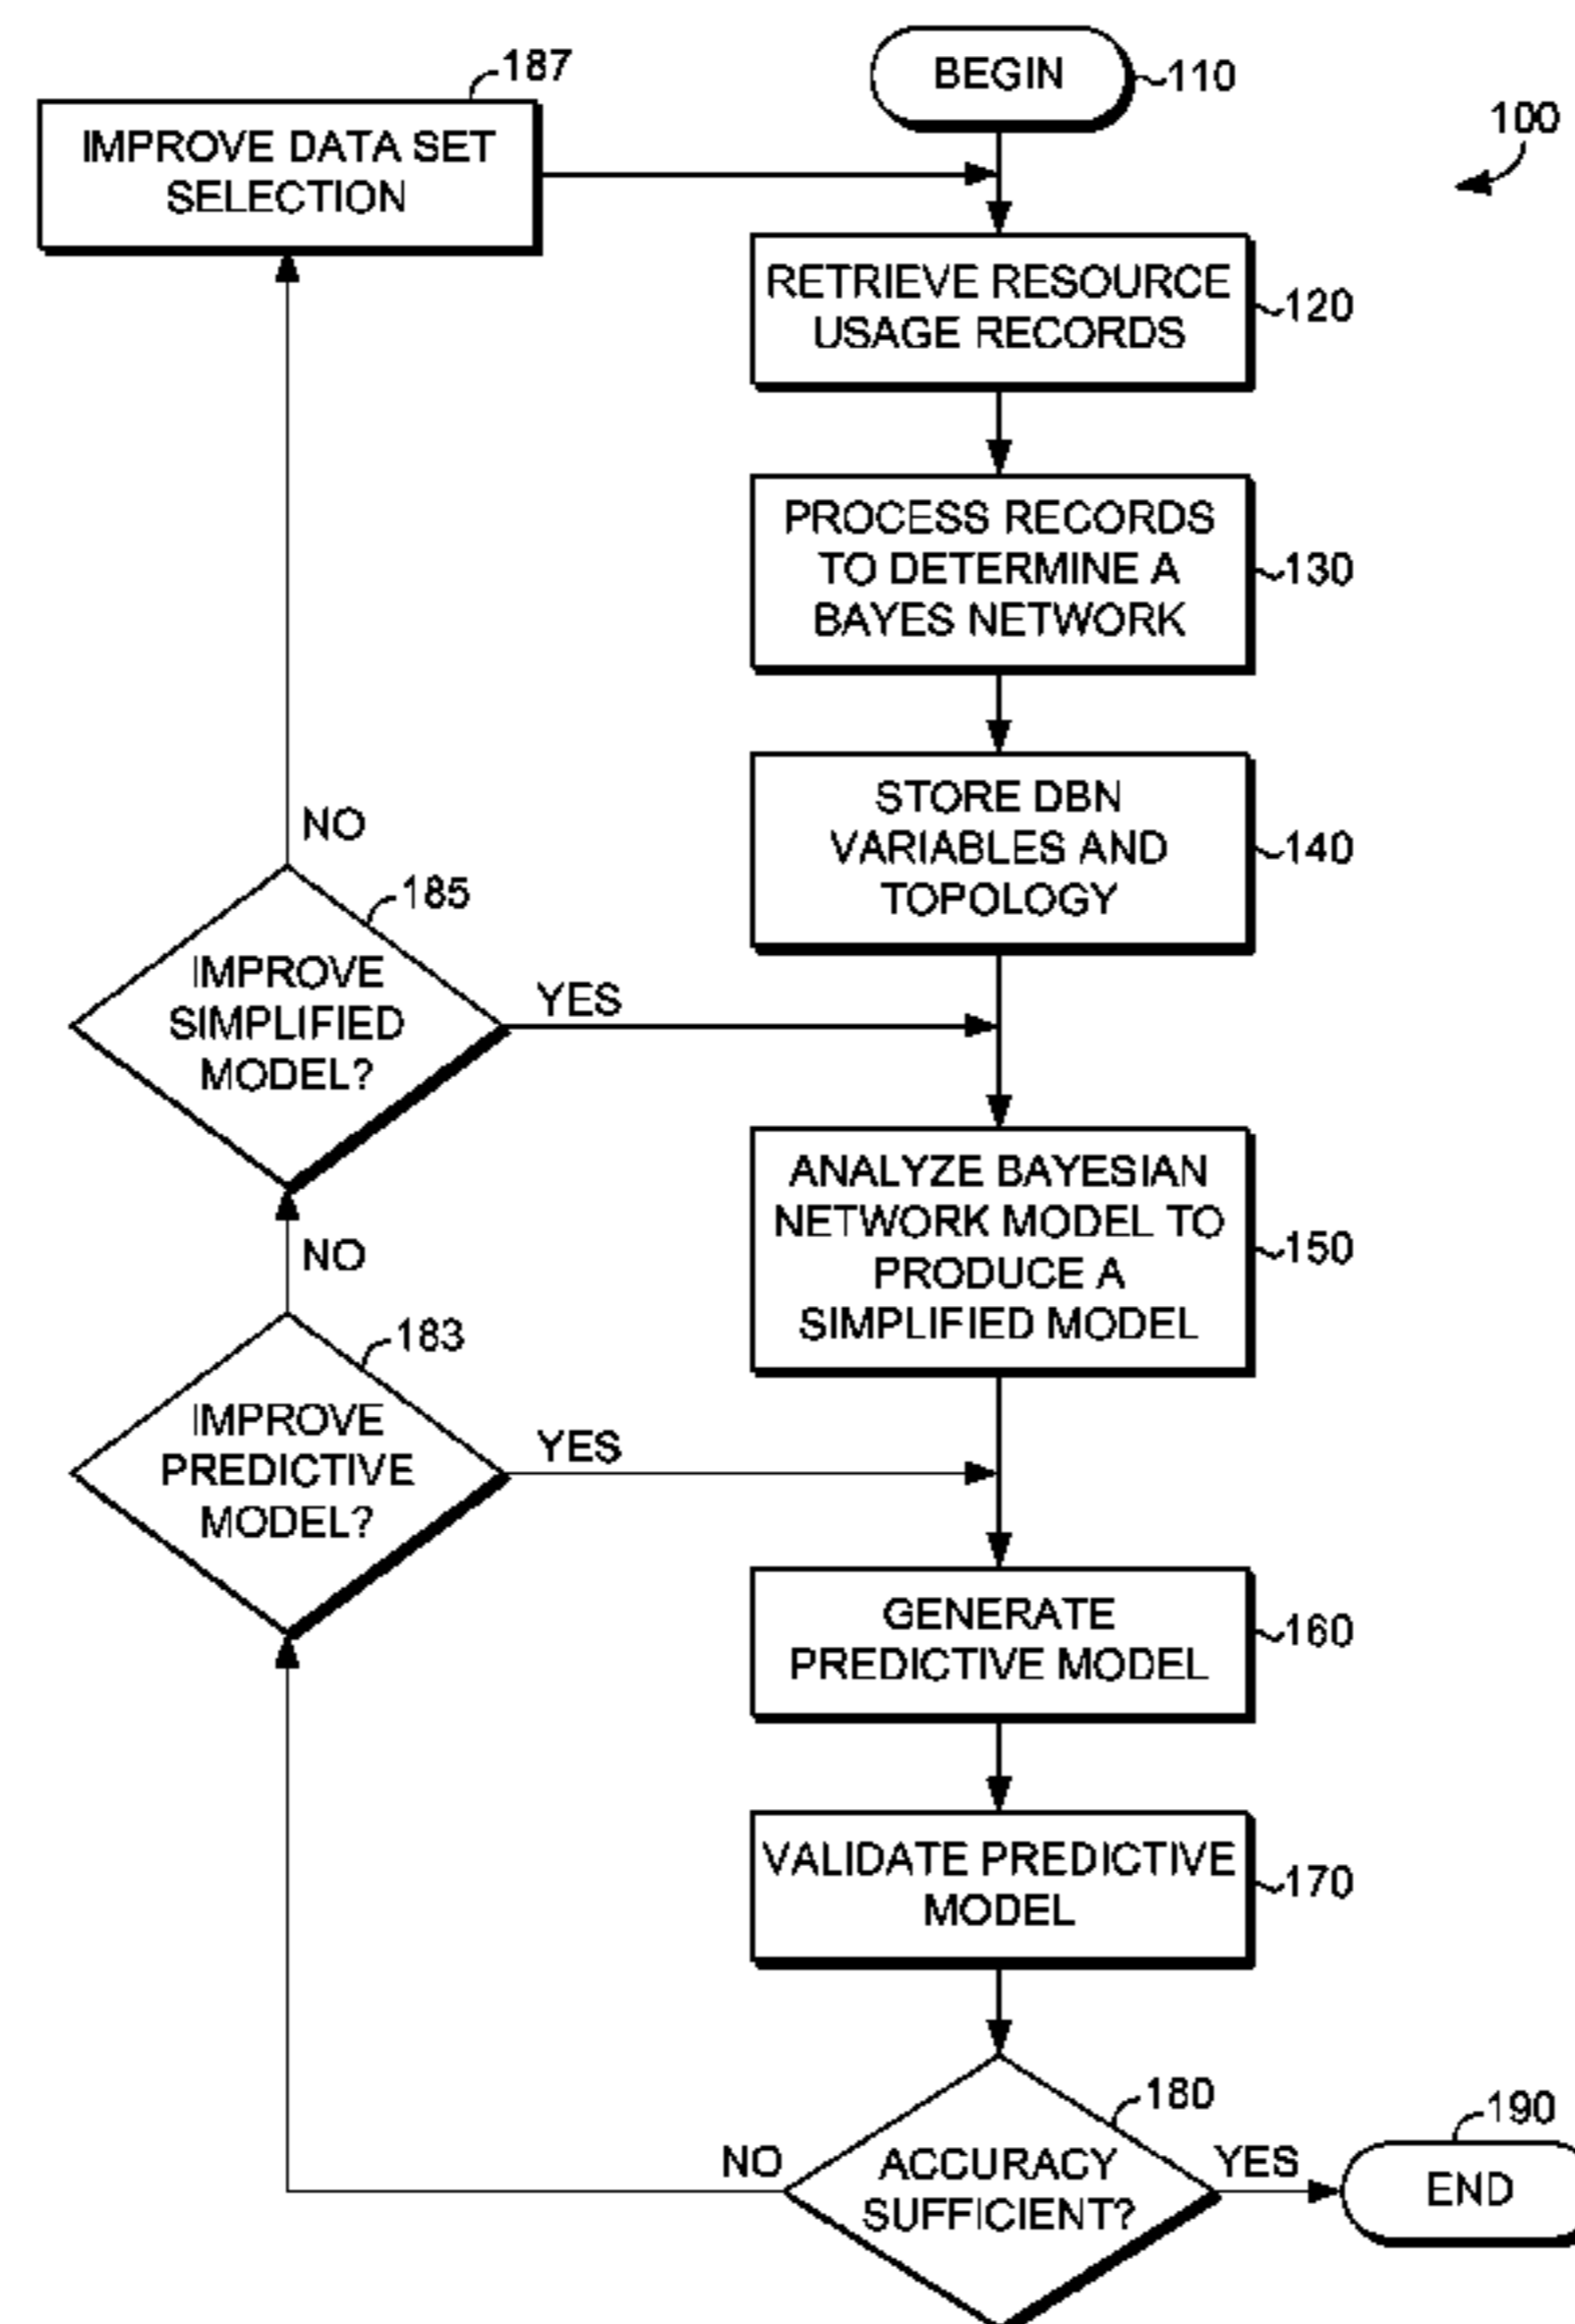 BEGIN
110
100
187
IMPROVE DATA SET
SELECTION
RETRIEVE RESOURCE
USAGE RECORDS
120
PROCESS RECORDS
TO DETERMINE A
BAYES NETWORK
130
STORE DBN
VARIABLES AND
TOPOLOGY
140
NO
185
IMPROVE
SIMPLIFIED
MODEL?
YES
ANALYZE BAYESIAN
NETWORK MODEL TO
PRODUCE A
SIMPLIFIED MODEL
150
NO
183
IMPROVE
PREDICTIVE
MODEL?
YES
GENERATE
PREDICTIVE MODEL
160
VALIDATE PREDICTIVE
MODEL
170
180
NO
ACCURACY
SUFFICIENT?
YES
190
END